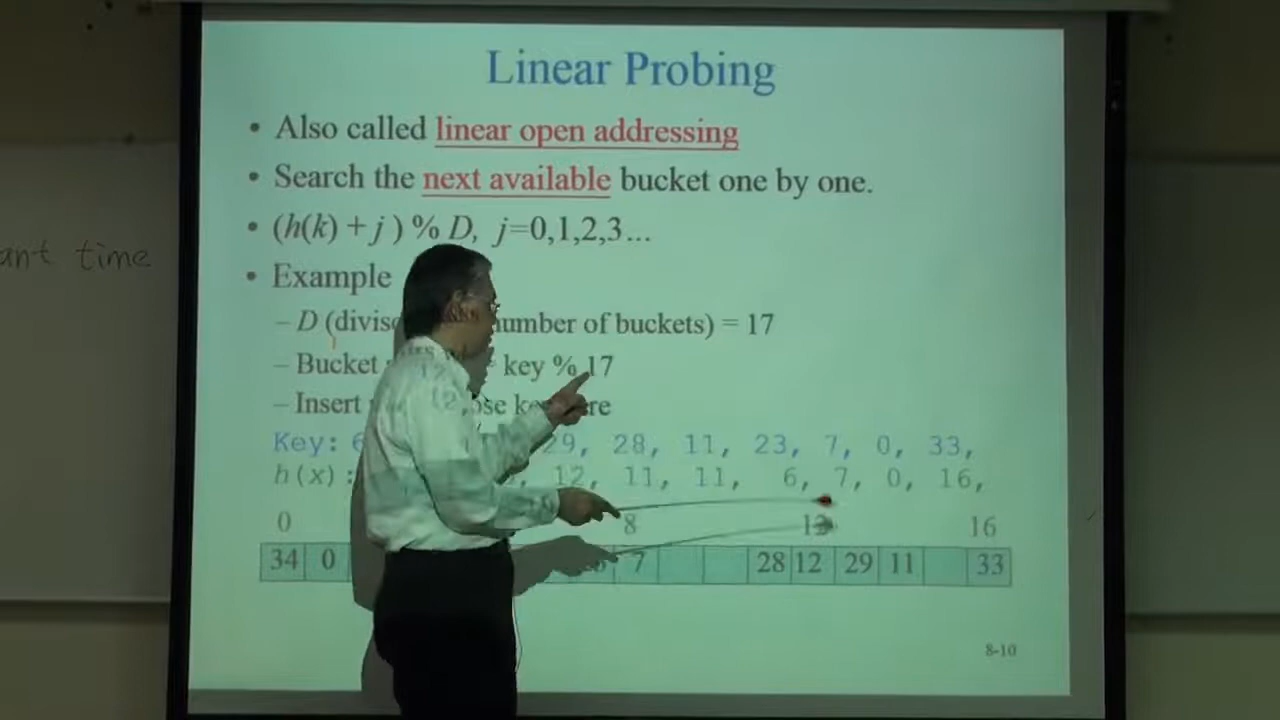 Linear Probing
• Also called linear open addressing
• Search the next available bucket one by one.
• (h(k) + j ) % D, j=0,1,2,3...
ant time
• Example
– D number of buckets) = 17
– Bucket key % 17
– Insert
Key: 29, 28, 11, 23, 7, 0, 33,
h(x): 12, 11, 11, 6, 7, 0, 16,
0 8 12 16
34 0 7 28 12 29 11 33
8-10